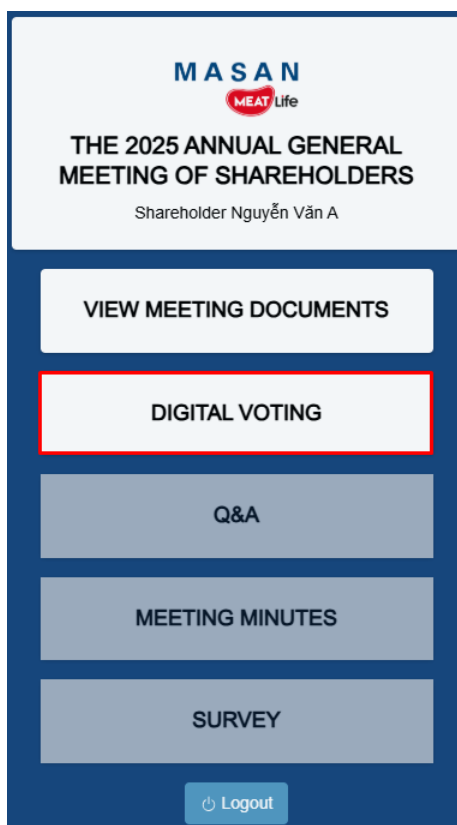 MASAN
MEAT Life
THE 2025 ANNUAL GENERAL
MEETING OF SHAREHOLDERS
Shareholder Nguyễn Văn A
VIEW MEETING DOCUMENTS
DIGITAL VOTING
Q&A
MEETING MINUTES
SURVEY
Logout